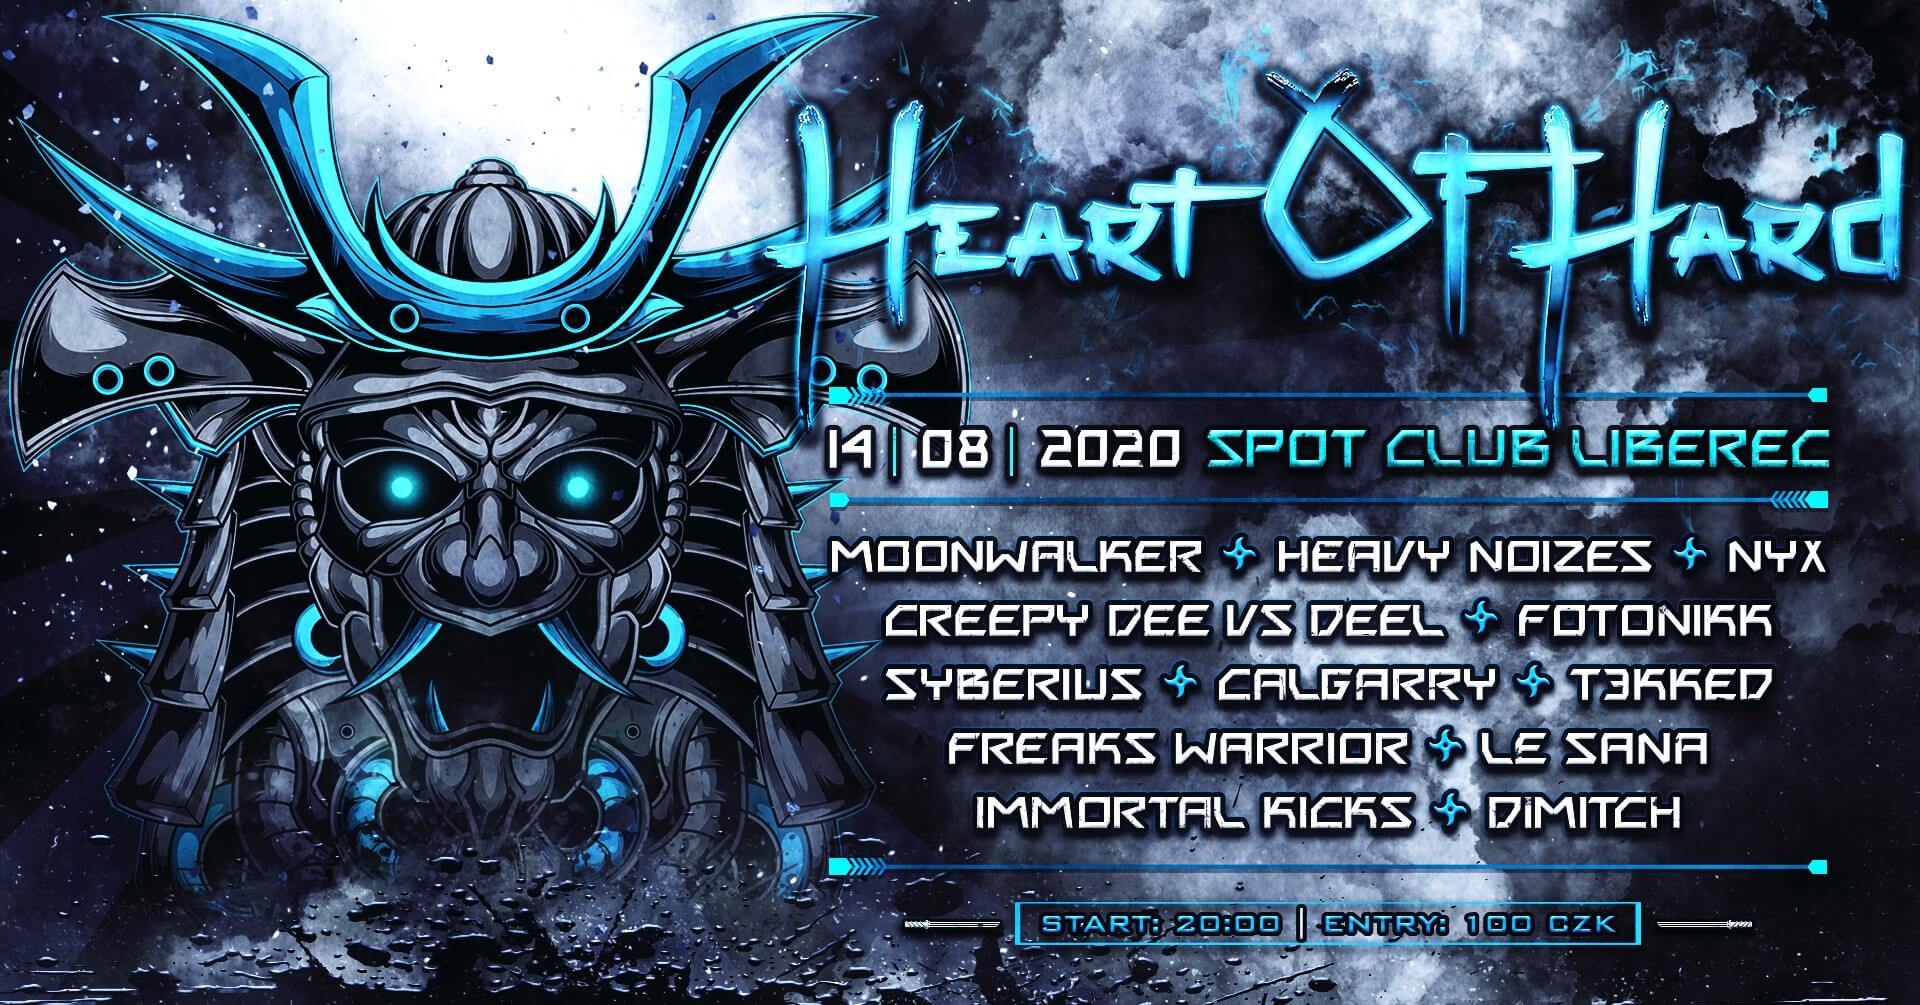 Heart Of Hard
14 | 08 | 2020 SPOT CLUB LIBEREC
MOONWALKER HEAVY NOIZES NYX
CREEPY DEE VS DEEL FOTONIKK
SYBERIUS CALGARRY T3KKED
FREAKS WARRIOR LE SANA
IMMORTAL KICKS DIMITCH
START: 20:00 | ENTRY: 100 CZK